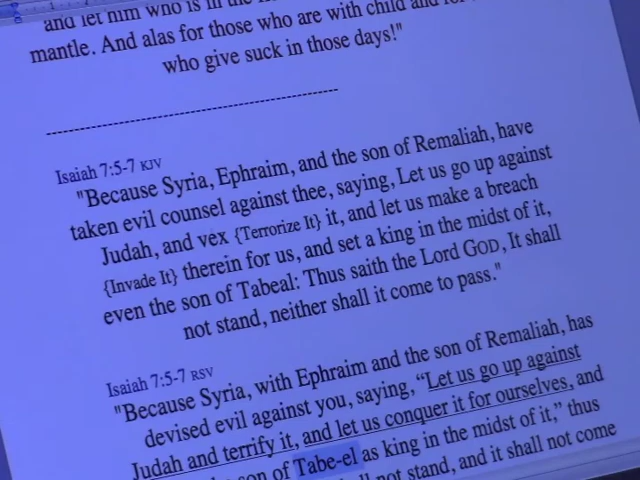 and let him who is in the
mantle. And alas for those who are with child and for
who give suck in those days!"
Isaiah 7:5-7 KJV
"Because Syria, Ephraim, and the son of Remaliah, have
taken evil counsel against thee, saying, Let us go up against
Judah, and vex {Terrorize It} it, and let us make a breach
{Invade It} therein for us, and set a king in the midst of it,
even the son of Tabeal: Thus saith the Lord GOD, It shall
not stand, neither shall it come to pass."
Isaiah 7:5-7 RSV
"Because Syria, with Ephraim and the son of Remaliah, has
devised evil against you, saying, “Let us go up against
Judah and terrify it, and let us conquer it for ourselves, and
son of Tabe-el as king in the midst of it,” thus
not stand, and it shall not come